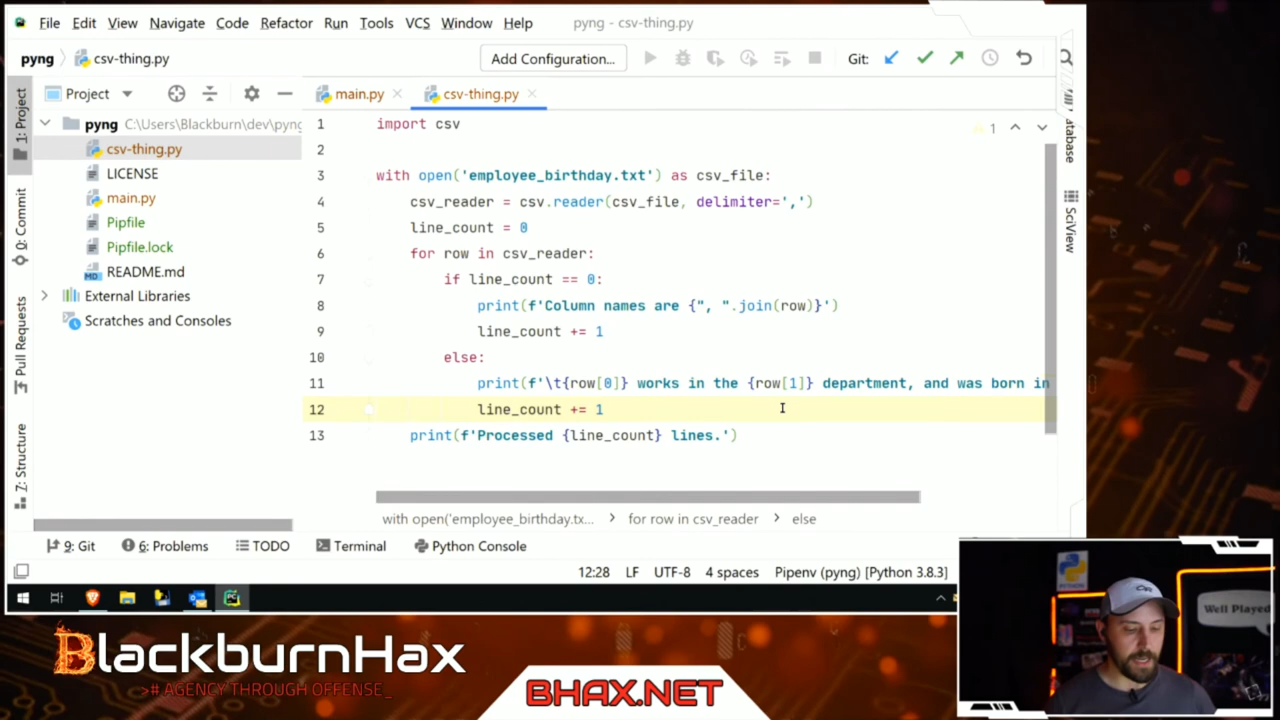 File Edit View Navigate Code Refactor Run Tools VCS Window Help pyng - csv-thing.py
pyng csv-thing.py Add Configuration... Git:
Project main.py csv-thing.py
1: Project
0: Commit
Pull Requests
7: Structure
pyng C:\Users\Blackburn\dev\pyng
csv-thing.py
LICENSE
main.py
Pipfile
Pipfile.lock
MD README.md
External Libraries
Scratches and Consoles
1 import csv
2
3 with open('employee_birthday.txt') as csv_file:
4 csv_reader = csv.reader(csv_file, delimiter=',')
5 line_count = 0
6 for row in csv_reader:
7 if line_count == 0:
8 print(f'Column names are {", ".join(row)}')
9 line_count += 1
10 else:
11 print(f'\t{row[0]} works in the {row[1]} department, and was born in
12 line_count += 1
13 print(f'Processed {line_count} lines.')
1
SciView
with open('employee_birthday.tx... > for row in csv_reader > else
9: Git 6: Problems TODO Terminal Python Console
12:28 LF UTF-8 4 spaces Pipenv (pyng) [Python 3.8.3]
PC
BlackburnHax
># AGENCY THROUGH OFFENSE_
BHAX.NET
python
Well Played